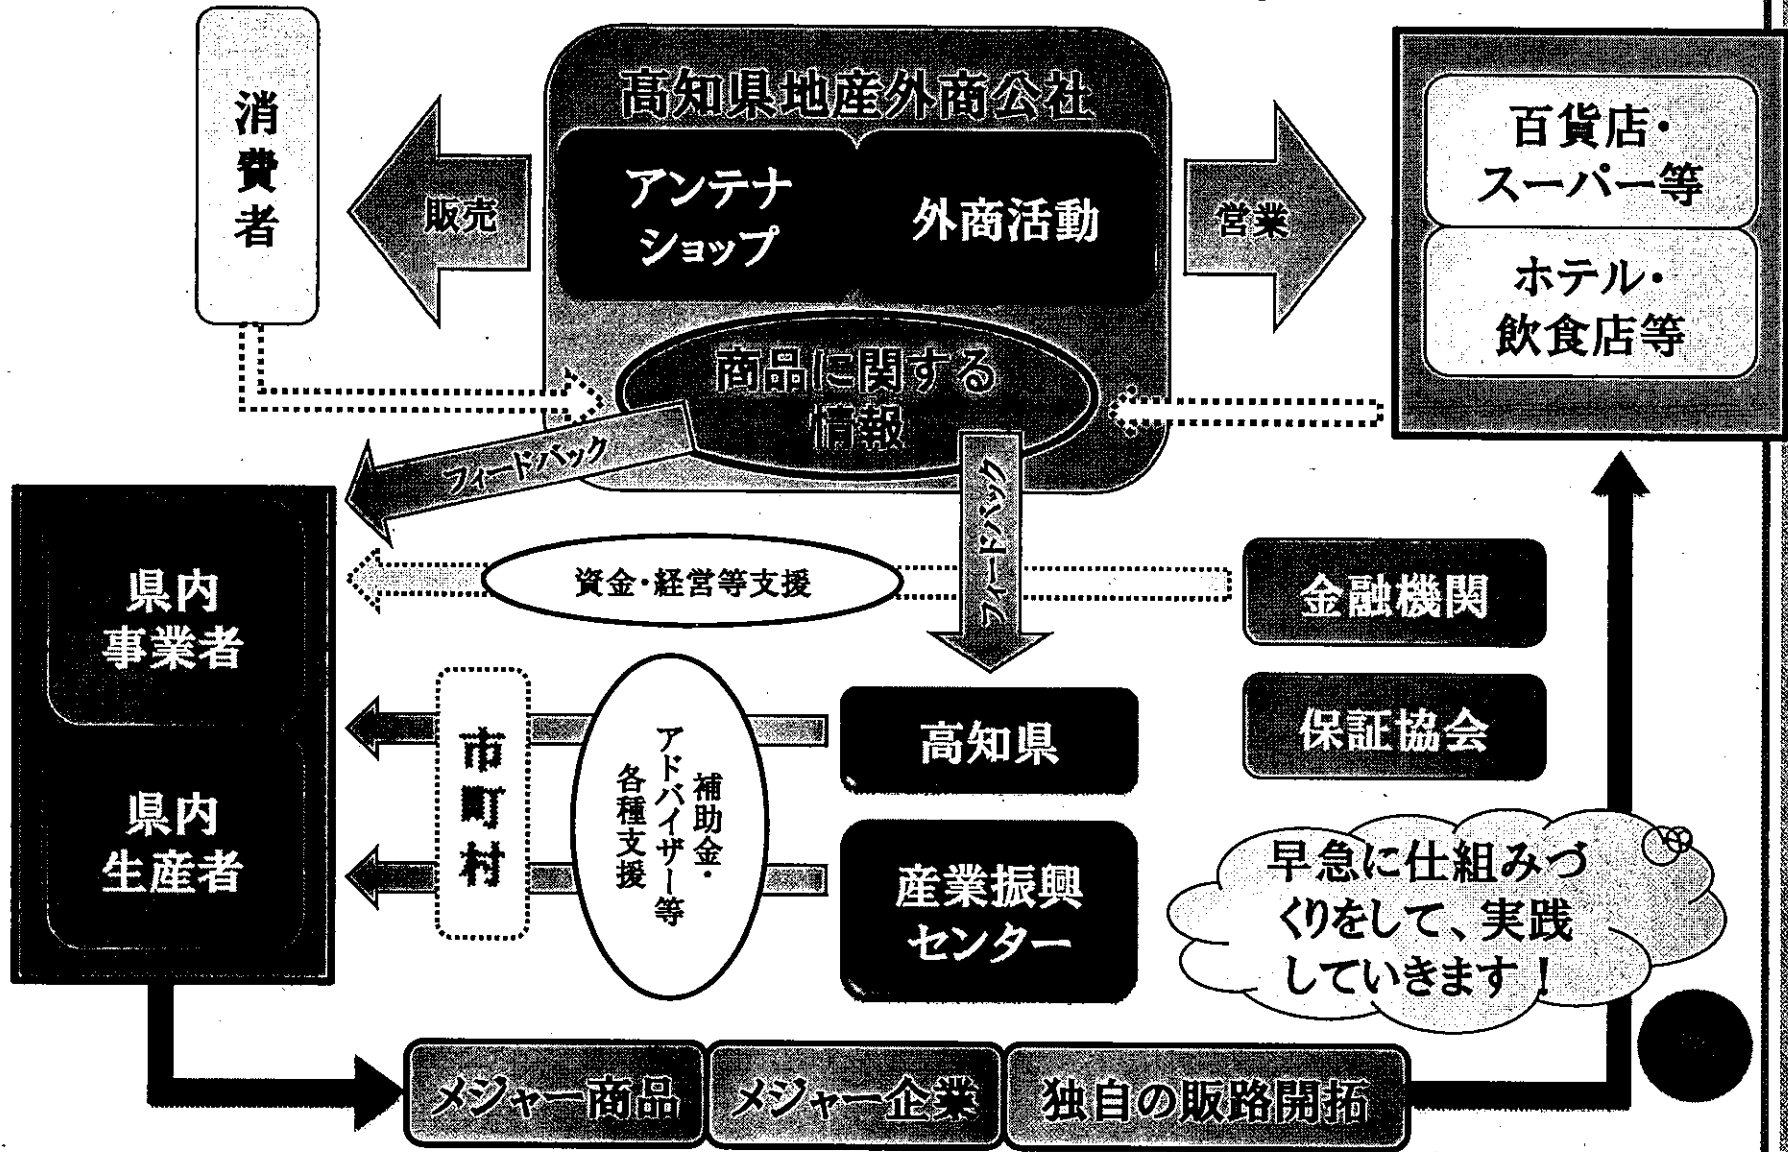 高知県地産外商公社
消費者
販売
アンテナ
ショップ
外商活動
営業
百貨店・
スーパー等
ホテル・
飲食店等
商品に関する
情報
フィードバック
フィードバック
県内
事業者
県内
生産者
資金・経営等支援
金融機関
保証協会
市町村
補助金・
アドバイザー等
各種支援
高知県
産業振興
センター
早急に仕組みづ
くりをして、実践
していきます！
メジャー商品
メジャー企業
独自の販路開拓